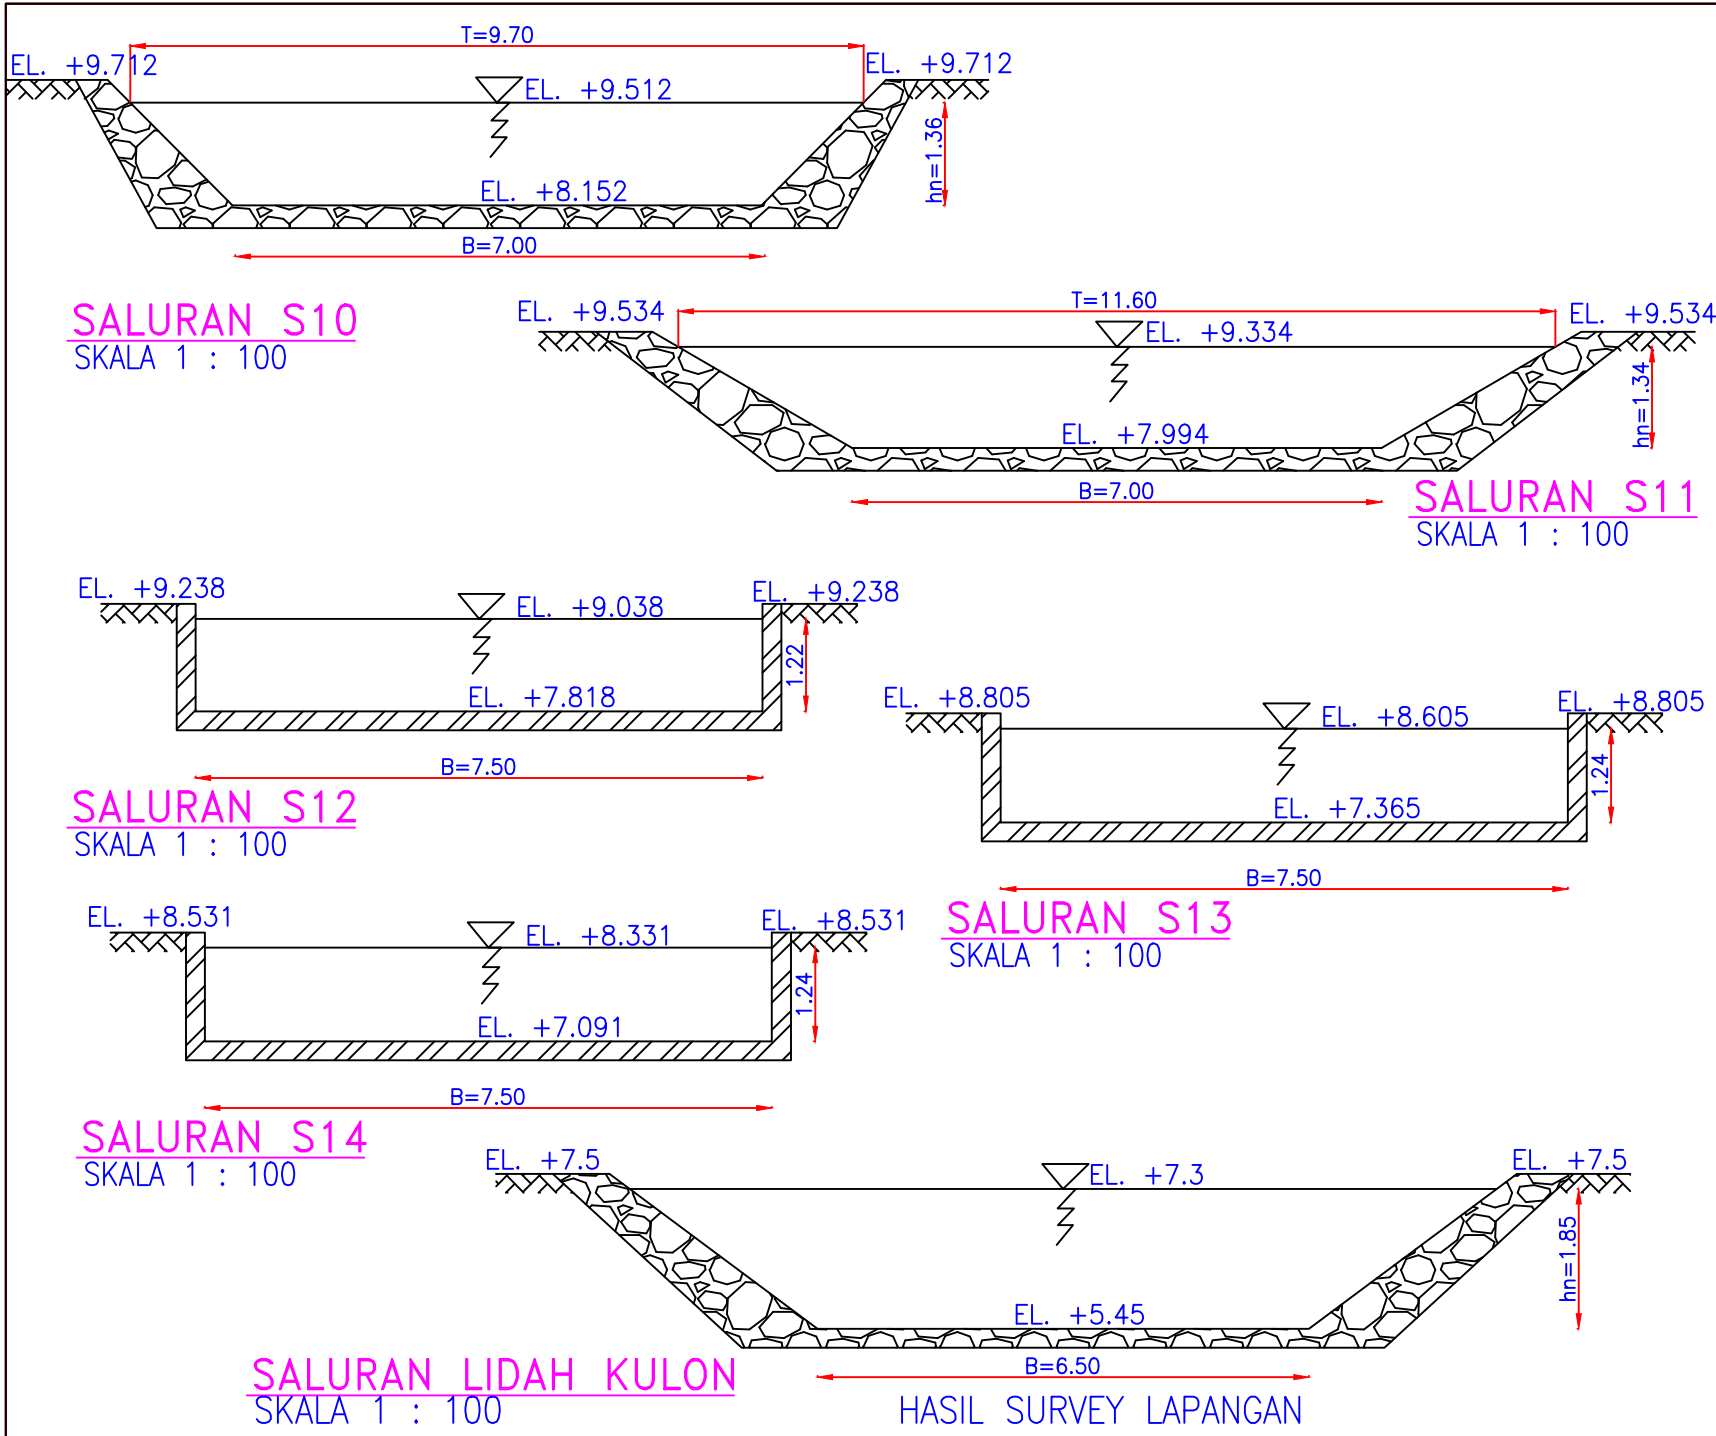 T=9.70
EL. +9.712
EL. +9.712
EL. +9.512
hn=1.36
EL. +8.152
B=7.00
SALURAN S10
SKALA 1 : 100
T=11.60
EL. +9.534
EL. +9.534
EL. +9.334
hn=1.34
EL. +7.994
B=7.00
SALURAN S11
SKALA 1 : 100
EL. +9.238
EL. +9.238
EL. +9.038
1.22
EL. +7.818
B=7.50
SALURAN S12
SKALA 1 : 100
EL. +8.805
EL. +8.805
EL. +8.605
1.24
EL. +7.365
B=7.50
SALURAN S13
SKALA 1 : 100
EL. +8.531
EL. +8.531
EL. +8.331
1.24
EL. +7.091
B=7.50
SALURAN S14
SKALA 1 : 100
EL. +7.5
EL. +7.5
EL. +7.3
hn=1.85
EL. +5.45
B=6.50
SALURAN LIDAH KULON
SKALA 1 : 100
HASIL SURVEY LAPANGAN